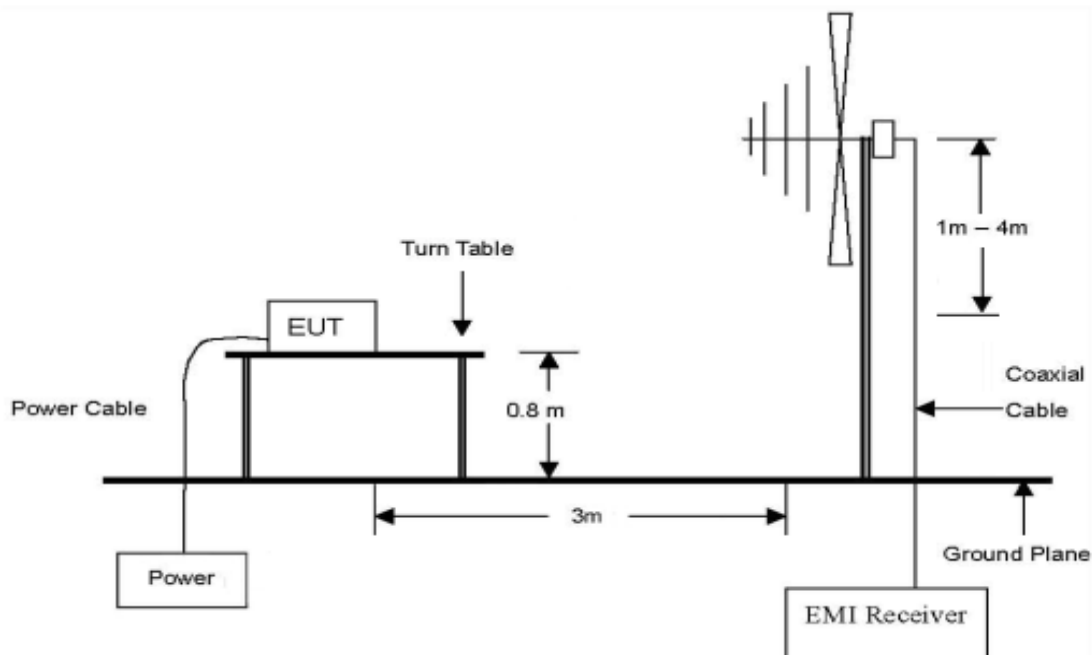 1m – 4m
Turn Table
EUT
Coaxial
Cable
Power Cable
0.8 m
3m
Ground Plane
Power
EMI Receiver